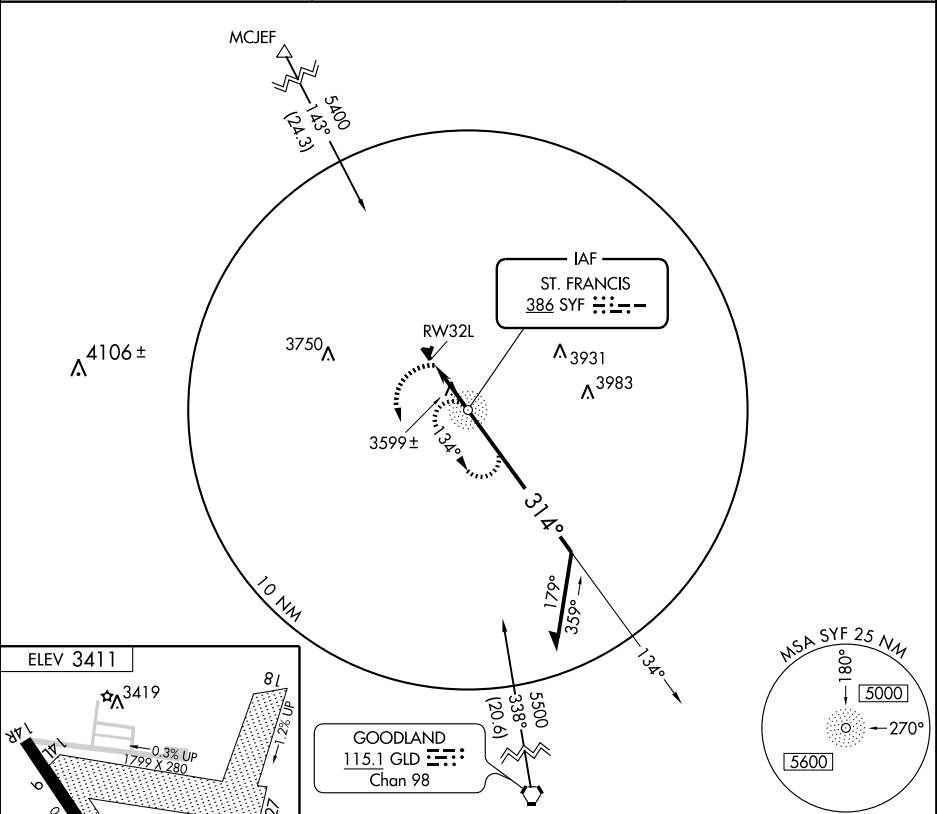 MCJEF
5400
143°
(24.3)
IAF
ST. FRANCIS
386 SYF
RW32L
3750
4106 ±
3931
3983
3599 ±
134°
314°
179°
359°
134°
10 NM
5500
338°
(20.6)
GOODLAND
115.1 GLD
Chan 98
MSA SYF 25 NM
180°
5000
270°
5600
ELEV 3411
3419
18
1.2% UP
0.3% UP
1799 X 280
14R
14L
27